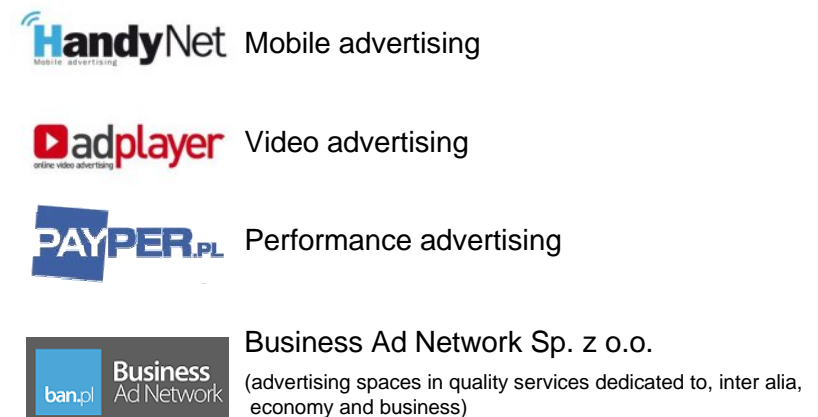 HandyNet Mobile advertising
Mobile advertising
adplayer Video advertising
online video advertising
PAYPER.PL Performance advertising
Business Ad Network Sp. z o.o.
ban.pl Business Ad Network
(advertising spaces in quality services dedicated to, inter alia,
economy and business)